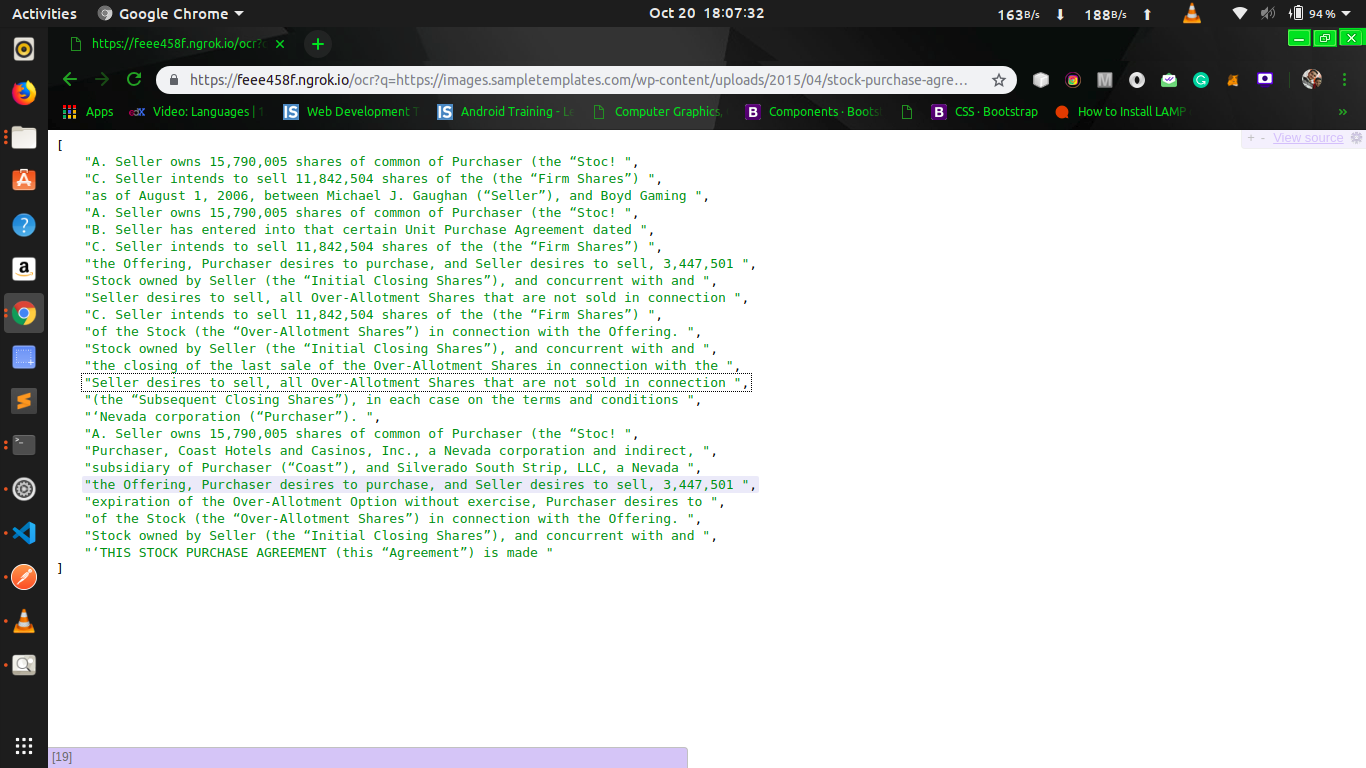 Activities Google Chrome Oct 20 18:07:32 163B/s 188B/s 94%
https://feee458f.ngrok.io/ocr?
https://feee458f.ngrok.io/ocr?q=https://images.sampletemplates.com/wp-content/uploads/2015/04/stock-purchase-agre…
Apps Video: Languages | Web Development Android Training - Computer Graphics, Components · Boots CSS · Bootstrap How to Install LAMP »
+ - View source
[
"A. Seller owns 15,790,005 shares of common of Purchaser (the “Stoc! ",
"C. Seller intends to sell 11,842,504 shares of the (the “Firm Shares”) ",
"as of August 1, 2006, between Michael J. Gaughan (“Seller”), and Boyd Gaming ",
"A. Seller owns 15,790,005 shares of common of Purchaser (the “Stoc! ",
"B. Seller has entered into that certain Unit Purchase Agreement dated ",
"C. Seller intends to sell 11,842,504 shares of the (the “Firm Shares”) ",
"the Offering, Purchaser desires to purchase, and Seller desires to sell, 3,447,501 ",
"Stock owned by Seller (the “Initial Closing Shares”), and concurrent with and ",
"Seller desires to sell, all Over-Allotment Shares that are not sold in connection ",
"C. Seller intends to sell 11,842,504 shares of the (the “Firm Shares”) ",
"of the Stock (the “Over-Allotment Shares”) in connection with the Offering. ",
"Stock owned by Seller (the “Initial Closing Shares”), and concurrent with and ",
"the closing of the last sale of the Over-Allotment Shares in connection with the ",
"Seller desires to sell, all Over-Allotment Shares that are not sold in connection ",
"(the “Subsequent Closing Shares”), in each case on the terms and conditions ",
"‘Nevada corporation (“Purchaser”). ",
"A. Seller owns 15,790,005 shares of common of Purchaser (the “Stoc! ",
"Purchaser, Coast Hotels and Casinos, Inc., a Nevada corporation and indirect, ",
"subsidiary of Purchaser (“Coast”), and Silverado South Strip, LLC, a Nevada ",
"the Offering, Purchaser desires to purchase, and Seller desires to sell, 3,447,501 ",
"expiration of the Over-Allotment Option without exercise, Purchaser desires to ",
"of the Stock (the “Over-Allotment Shares”) in connection with the Offering. ",
"Stock owned by Seller (the “Initial Closing Shares”), and concurrent with and ",
"‘THIS STOCK PURCHASE AGREEMENT (this “Agreement”) is made "
]
[19]